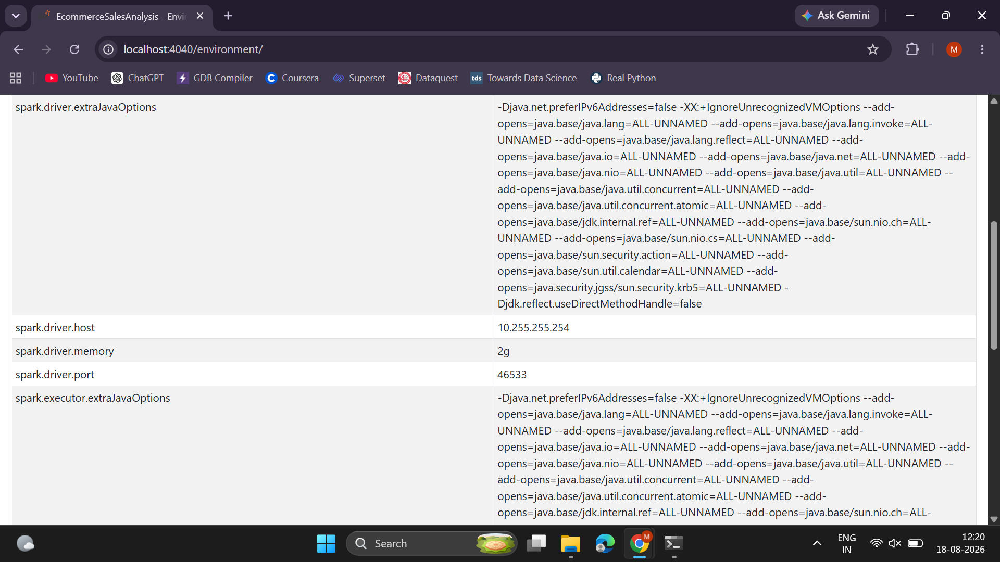 EcommerceSalesAnalysis - Envi
Ask Gemini
localhost:4040/environment/
M
YouTube
ChatGPT
GDB Compiler
Coursera
Superset
Dataquest
tds
Towards Data Science
Real Python
spark.driver.extraJavaOptions
-Djava.net.preferIPv6Addresses=false -XX:+IgnoreUnrecognizedVMOptions --add-
opens=java.base/java.lang=ALL-UNNAMED --add-opens=java.base/java.lang.invoke=ALL-
UNNAMED --add-opens=java.base/java.lang.reflect=ALL-UNNAMED --add-
opens=java.base/java.io=ALL-UNNAMED --add-opens=java.base/java.net=ALL-UNNAMED --add-
opens=java.base/java.nio=ALL-UNNAMED --add-opens=java.base/java.util=ALL-UNNAMED --
add-opens=java.base/java.util.concurrent=ALL-UNNAMED --add-
opens=java.base/java.util.concurrent.atomic=ALL-UNNAMED --add-
opens=java.base/jdk.internal.ref=ALL-UNNAMED --add-opens=java.base/sun.nio.ch=ALL-
UNNAMED --add-opens=java.base/sun.nio.cs=ALL-UNNAMED --add-
opens=java.base/sun.security.action=ALL-UNNAMED --add-
opens=java.base/sun.util.calendar=ALL-UNNAMED --add-
opens=java.security.jgss/sun.security.krb5=ALL-UNNAMED -
Djdk.reflect.useDirectMethodHandle=false
spark.driver.host
10.255.255.254
spark.driver.memory
2g
spark.driver.port
46533
spark.executor.extraJavaOptions
-Djava.net.preferIPv6Addresses=false -XX:+IgnoreUnrecognizedVMOptions --add-
opens=java.base/java.lang=ALL-UNNAMED --add-opens=java.base/java.lang.invoke=ALL-
UNNAMED --add-opens=java.base/java.lang.reflect=ALL-UNNAMED --add-
opens=java.base/java.io=ALL-UNNAMED --add-opens=java.base/java.net=ALL-UNNAMED --add-
opens=java.base/java.nio=ALL-UNNAMED --add-opens=java.base/java.util=ALL-UNNAMED --
add-opens=java.base/java.util.concurrent=ALL-UNNAMED --add-
opens=java.base/java.util.concurrent.atomic=ALL-UNNAMED --add-
opens=java.base/jdk.internal.ref=ALL-UNNAMED --add-opens=java.base/sun.nio.ch=ALL-
Search
M
ENG
IN
12:20
18-08-2026